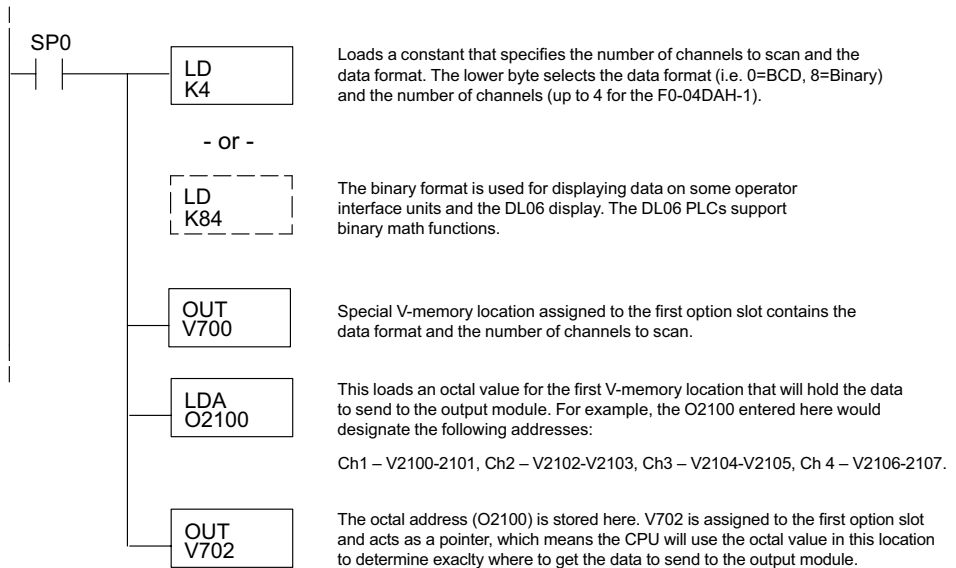 SP0
LD
K4
Loads a constant that specifies the number of channels to scan and the
data format. The lower byte selects the data format (i.e. 0=BCD, 8=Binary)
and the number of channels (up to 4 for the F0-04DAH-1).
- or -
LD
K84
The binary format is used for displaying data on some operator
interface units and the DL06 display. The DL06 PLCs support
binary math functions.
OUT
V700
Special V-memory location assigned to the first option slot contains the
data format and the number of channels to scan.
LDA
O2100
This loads an octal value for the first V-memory location that will hold the data
to send to the output module. For example, the O2100 entered here would
designate the following addresses:
Ch1 – V2100-2101, Ch2 – V2102-V2103, Ch3 – V2104-V2105, Ch 4 – V2106-2107.
OUT
V702
The octal address (O2100) is stored here. V702 is assigned to the first option slot
and acts as a pointer, which means the CPU will use the octal value in this location
to determine exaclty where to get the data to send to the output module.